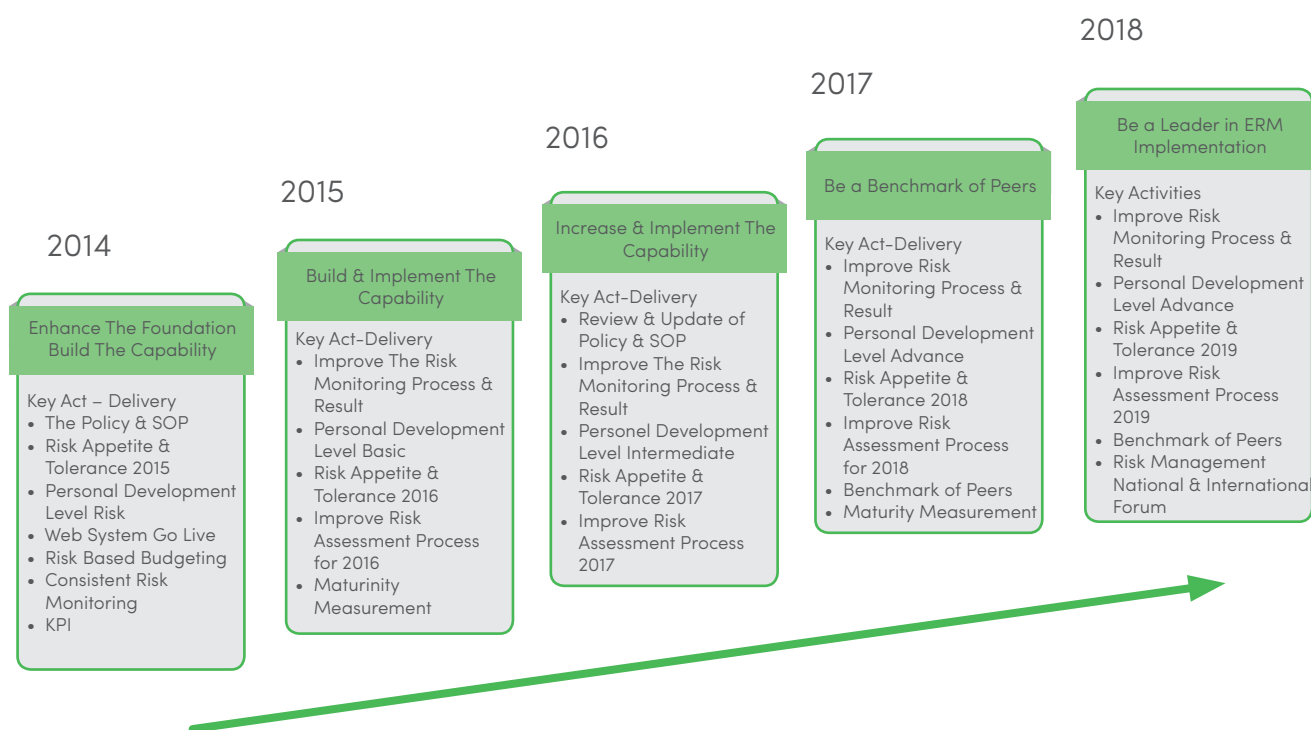 2014
Enhance The Foundation
Build The Capability
Key Act – Delivery
• The Policy & SOP
• Risk Appetite &
Tolerance 2015
• Personal Development
Level Risk
• Web System Go Live
• Risk Based Budgeting
• Consistent Risk
Monitoring
• KPI
2015
Build & Implement The
Capability
Key Act-Delivery
• Improve The Risk
Monitoring Process &
Result
• Personal Development
Level Basic
• Risk Appetite &
Tolerance 2016
• Improve Risk
Assessment Process
for 2016
• Maturinity
Measurement
2016
Increase & Implement The
Capability
Key Act-Delivery
• Review & Update of
Policy & SOP
• Improve The Risk
Monitoring Process &
Result
• Personel Development
Level Intermediate
• Risk Appetite &
Tolerance 2017
• Improve Risk
Assessment Process
2017
2017
Be a Benchmark of Peers
Key Act-Delivery
• Improve Risk
Monitoring Process &
Result
• Personal Development
Level Advance
• Risk Appetite &
Tolerance 2018
• Improve Risk
Assessment Process
for 2018
• Benchmark of Peers
• Maturity Measurement
2018
Be a Leader in ERM
Implementation
Key Activities
• Improve Risk
Monitoring Process &
Result
• Personal Development
Level Advance
• Risk Appetite &
Tolerance 2019
• Improve Risk
Assessment Process
2019
• Benchmark of Peers
• Risk Management
National & International
Forum